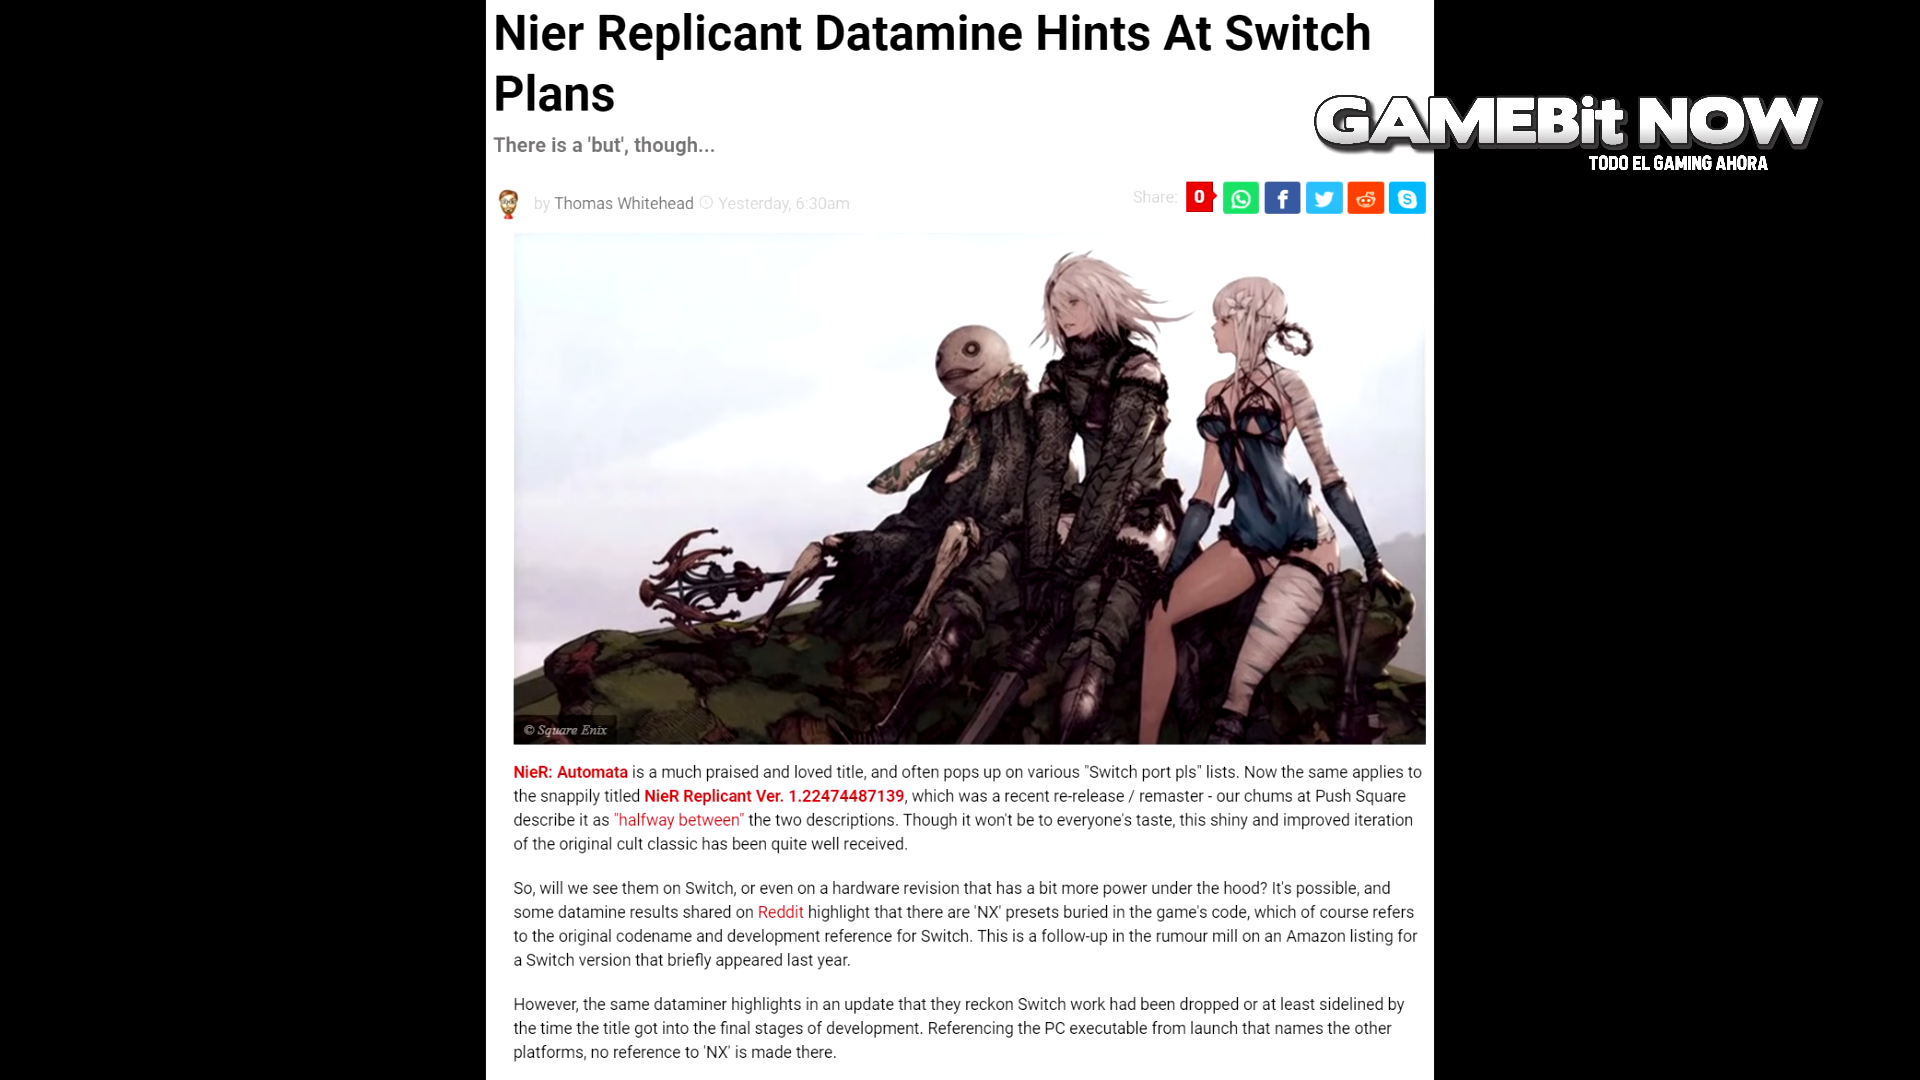 Nier Replicant Datamine Hints At Switch
Plans
There is a 'but', though...
GAMEBit NOW
TODO EL GAMING AHORA
by Thomas Whitehead Yesterday, 6:30am
Share: 0
© Square Enix
NieR: Automata is a much praised and loved title, and often pops up on various "Switch port pls" lists. Now the same applies to
the snappily titled NieR Replicant Ver. 1.22474487139, which was a recent re-release / remaster - our chums at Push Square
describe it as "halfway between" the two descriptions. Though it won't be to everyone's taste, this shiny and improved iteration
of the original cult classic has been quite well received.
So, will we see them on Switch, or even on a hardware revision that has a bit more power under the hood? It's possible, and
some datamine results shared on Reddit highlight that there are 'NX' presets buried in the game's code, which of course refers
to the original codename and development reference for Switch. This is a follow-up in the rumour mill on an Amazon listing for
a Switch version that briefly appeared last year.
However, the same dataminer highlights in an update that they reckon Switch work had been dropped or at least sidelined by
the time the title got into the final stages of development. Referencing the PC executable from launch that names the other
platforms, no reference to 'NX' is made there.